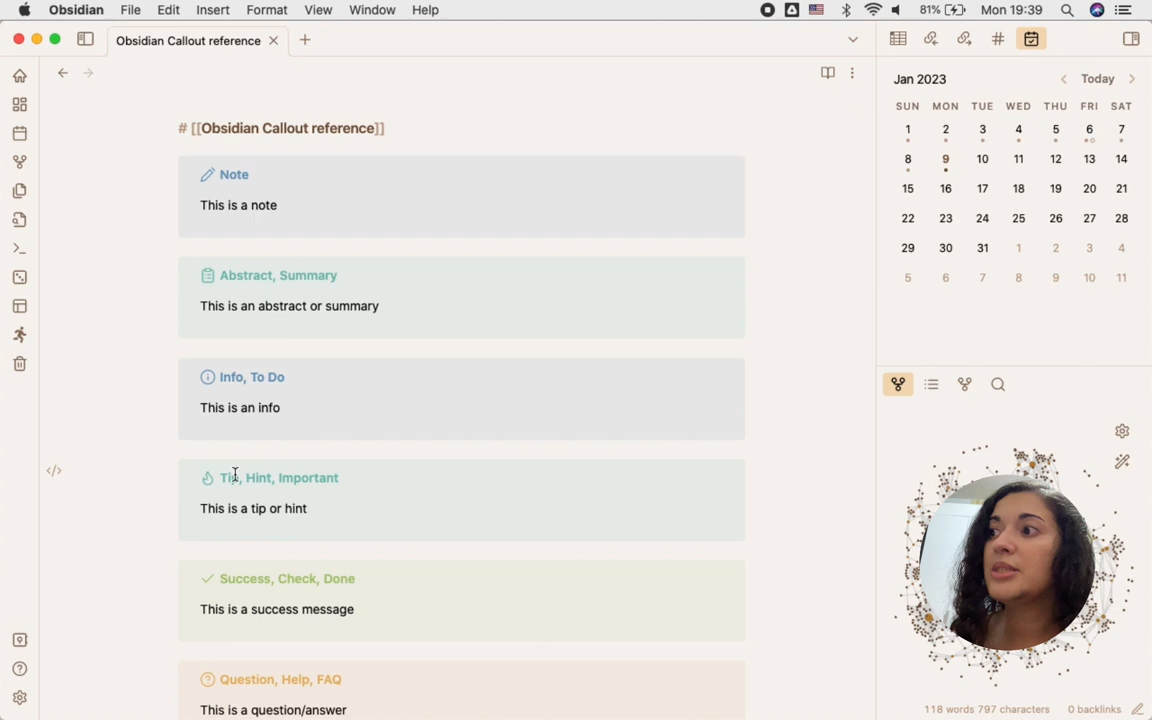 Obsidian File Edit Insert Format View Window Help 81% Mon 19:39
Obsidian Callout reference
# [[Obsidian Callout reference]]
Note
This is a note
Abstract, Summary
This is an abstract or summary
Info, To Do
This is an info
</>
Tip, Hint, Important
This is a tip or hint
Success, Check, Done
This is a success message
Question, Help, FAQ
This is a question/answer
Jan 2023 < Today >
SUN MON TUE WED THU FRI SAT
1 2 3 4 5 6 7
8 9 10 11 12 13 14
15 16 17 18 19 20 21
22 23 24 25 26 27 28
29 30 31 1 2 3 4
5 6 7 8 9 10 11
118 words 797 characters 0 backlinks